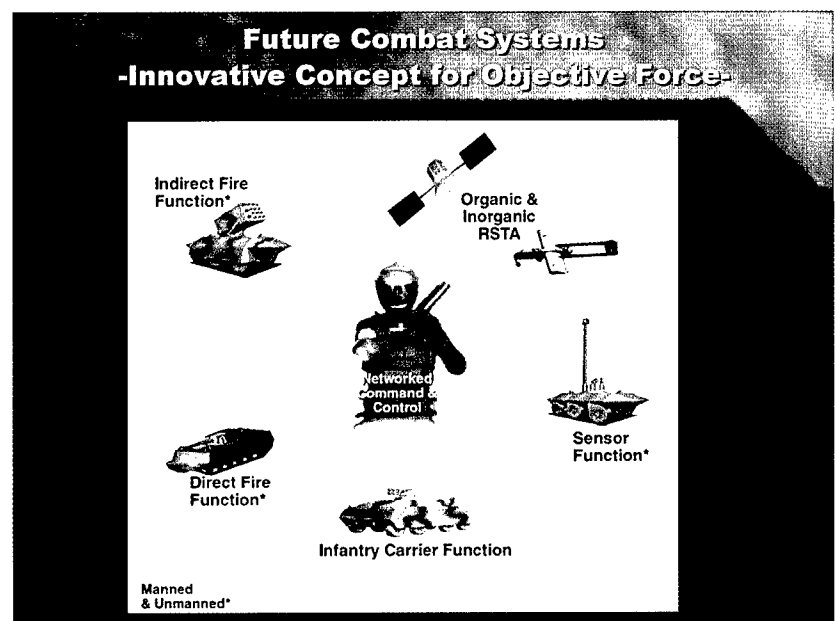 Future Combat Systems
-Innovative Concept for Objective Force-
Indirect Fire
Function*
Organic &
Inorganic
RSTA
Networked
Command &
Control
Sensor
Function*
Direct Fire
Function*
Infantry Carrier Function
Manned
& Unmanned*